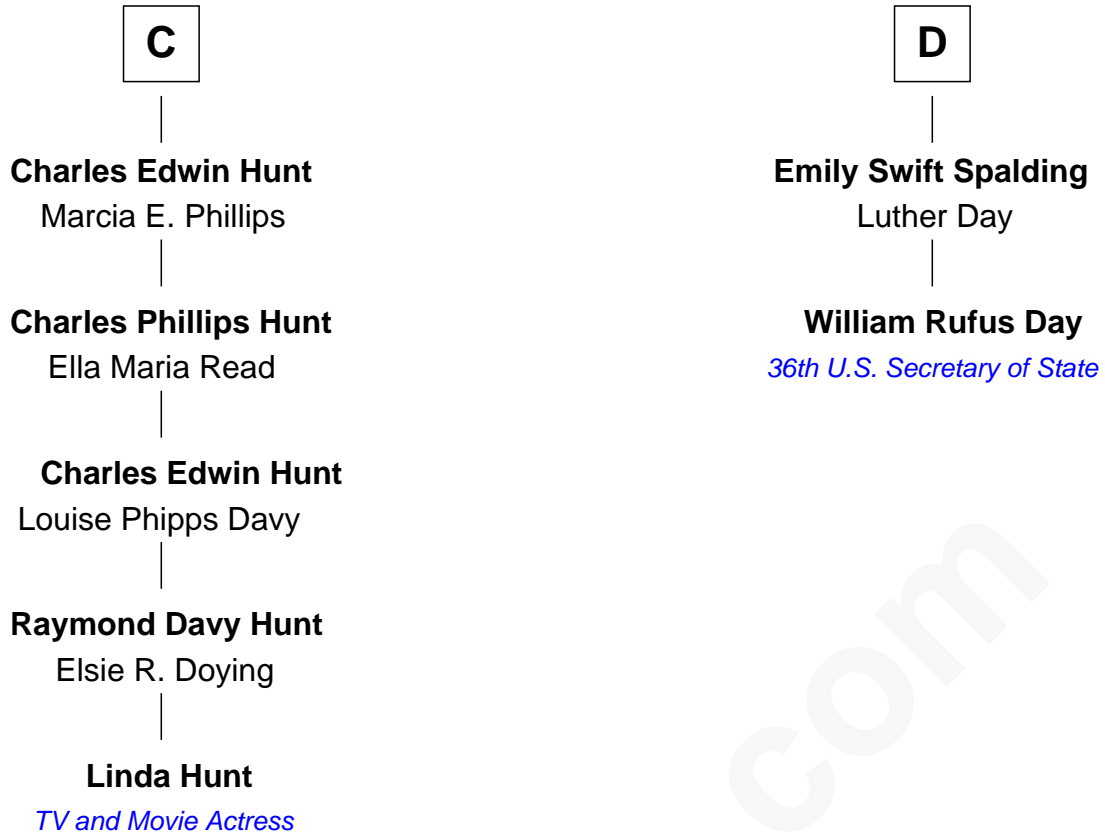 C
Charles Edwin Hunt
Marcia E. Phillips
Charles Phillips Hunt
Ella Maria Read
Charles Edwin Hunt
Louise Phipps Davy
Raymond Davy Hunt
Elsie R. Doying
Linda Hunt
TV and Movie Actress
D
Emily Swift Spalding
Luther Day
William Rufus Day
36th U.S. Secretary of State
com